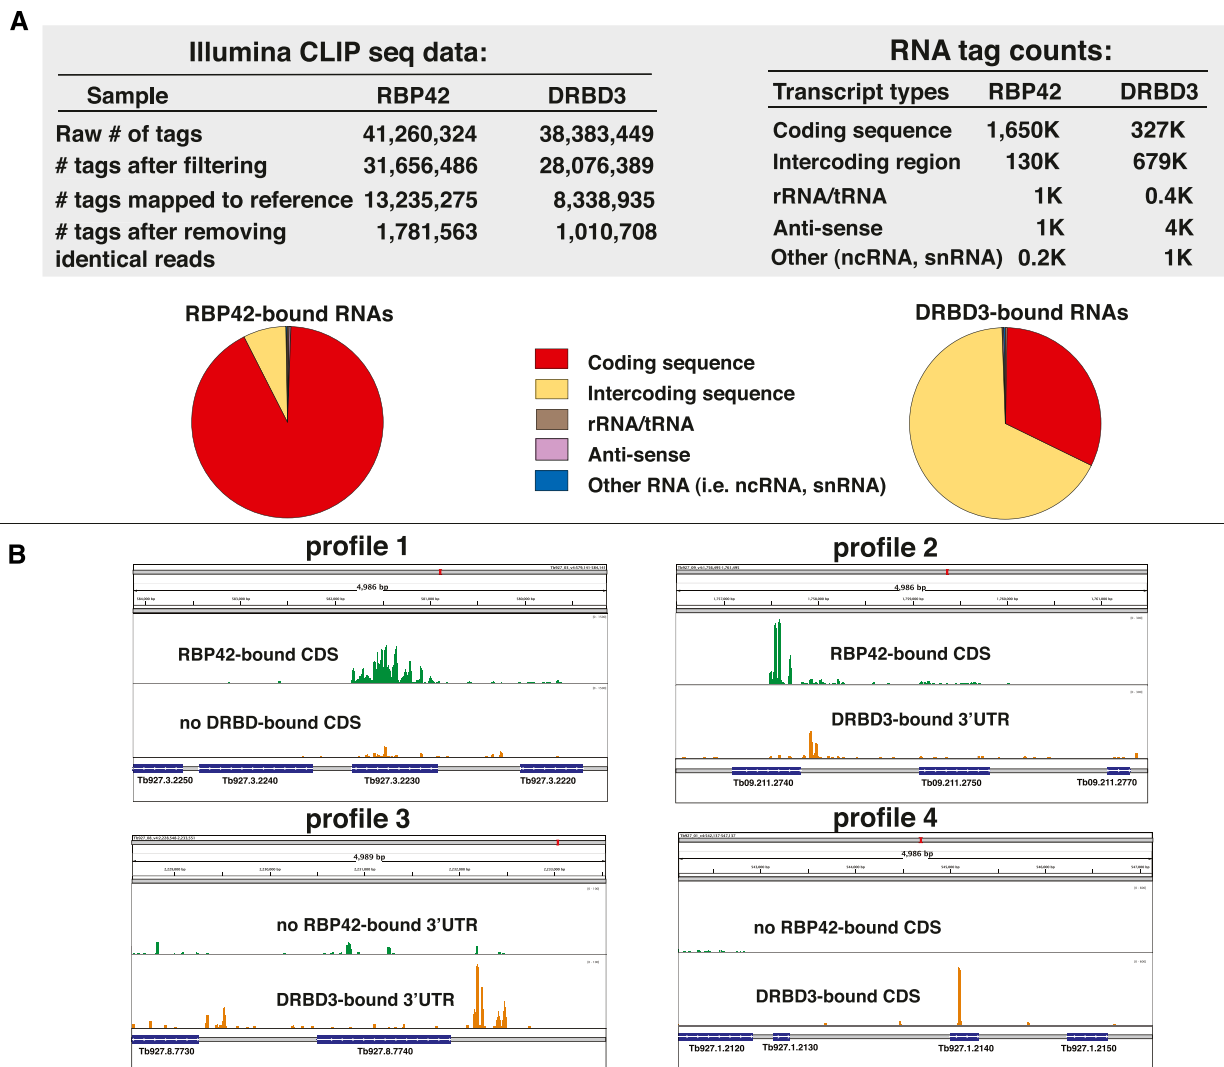 A
Illumina CLIP seq data:
Sample RBP42 DRBD3
Raw # of tags 41,260,324 38,383,449
# tags after filtering 31,656,486 28,076,389
# tags mapped to reference 13,235,275 8,338,935
# tags after removing 1,781,563 1,010,708
identical reads
RNA tag counts:
Transcript types RBP42 DRBD3
Coding sequence 1,650K 327K
Intercoding region 130K 679K
rRNA/tRNA 1K 0.4K
Anti-sense 1K 4K
Other (ncRNA, snRNA) 0.2K 1K
RBP42-bound RNAs
DRBD3-bound RNAs
Coding sequence
Intercoding sequence
rRNA/tRNA
Anti-sense
Other RNA (i.e. ncRNA, snRNA)
B
profile 1
4,986 bp
RBP42-bound CDS
no DRBD-bound CDS
Tb927.3.2250 Tb927.3.2240 Tb927.3.2230 Tb927.3.2220
profile 2
4,986 bp
RBP42-bound CDS
DRBD3-bound 3'UTR
Tb09.211.2740 Tb09.211.2750 Tb09.211.2770
profile 3
4,989 bp
no RBP42-bound 3'UTR
DRBD3-bound 3'UTR
Tb927.8.7730 Tb927.8.7740
profile 4
4,986 bp
no RBP42-bound CDS
DRBD3-bound CDS
Tb927.1.2120 Tb927.1.2130 Tb927.1.2140 Tb927.1.2150